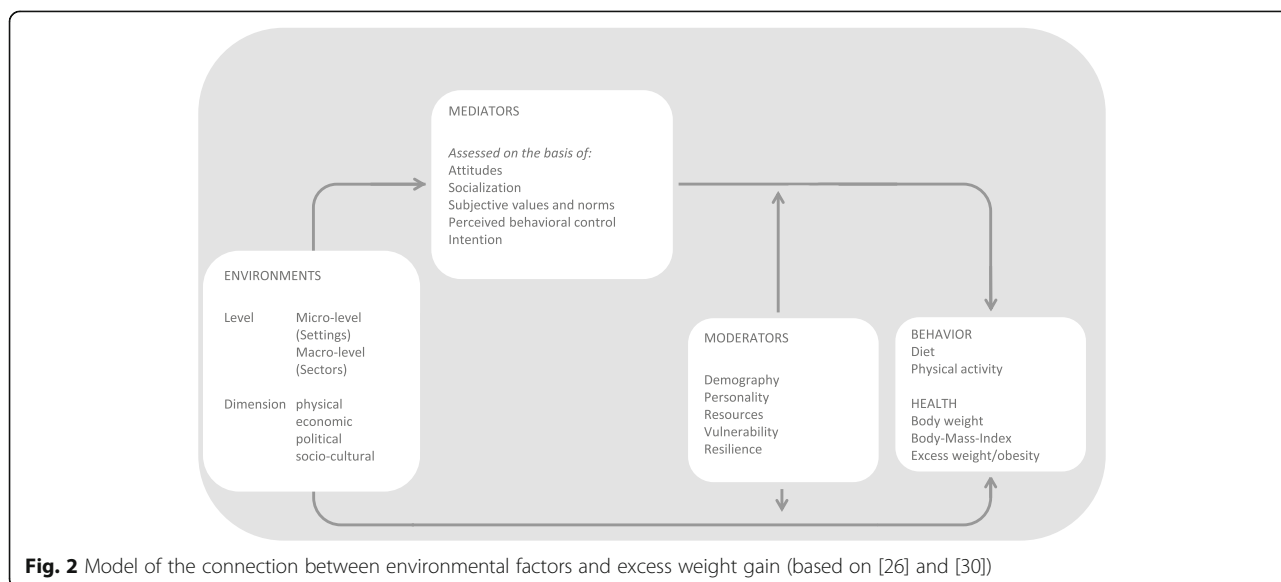 MEDIATORS
Assessed on the basis of:
Attitudes
Socialization
Subjective values and norms
Perceived behavioral control
Intention
ENVIRONMENTS
Level Micro-level
(Settings)
Macro-level
(Sectors)
Dimension physical
economic
political
socio-cultural
MODERATORS
Demography
Personality
Resources
Vulnerability
Resilience
BEHAVIOR
Diet
Physical activity
HEALTH
Body weight
Body-Mass-Index
Excess weight/obesity
Fig. 2 Model of the connection between environmental factors and excess weight gain (based on [26] and [30])